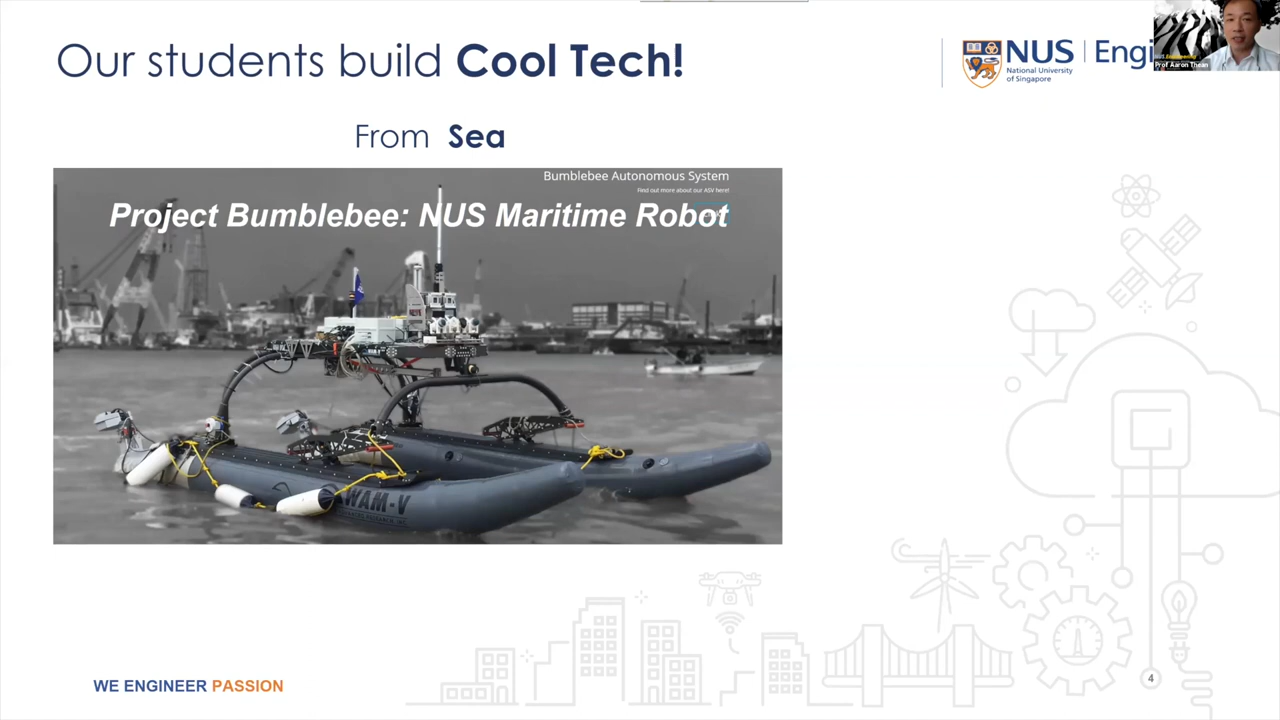 Our students build Cool Tech!
NUS
National University
of Singapore
Engi
Prof Aaron Thean
From Sea
Bumblebee Autonomous System
Find out more about our ASV here!
Project Bumblebee: NUS Maritime Robot
WAM-V
WE ENGINEER PASSION
4